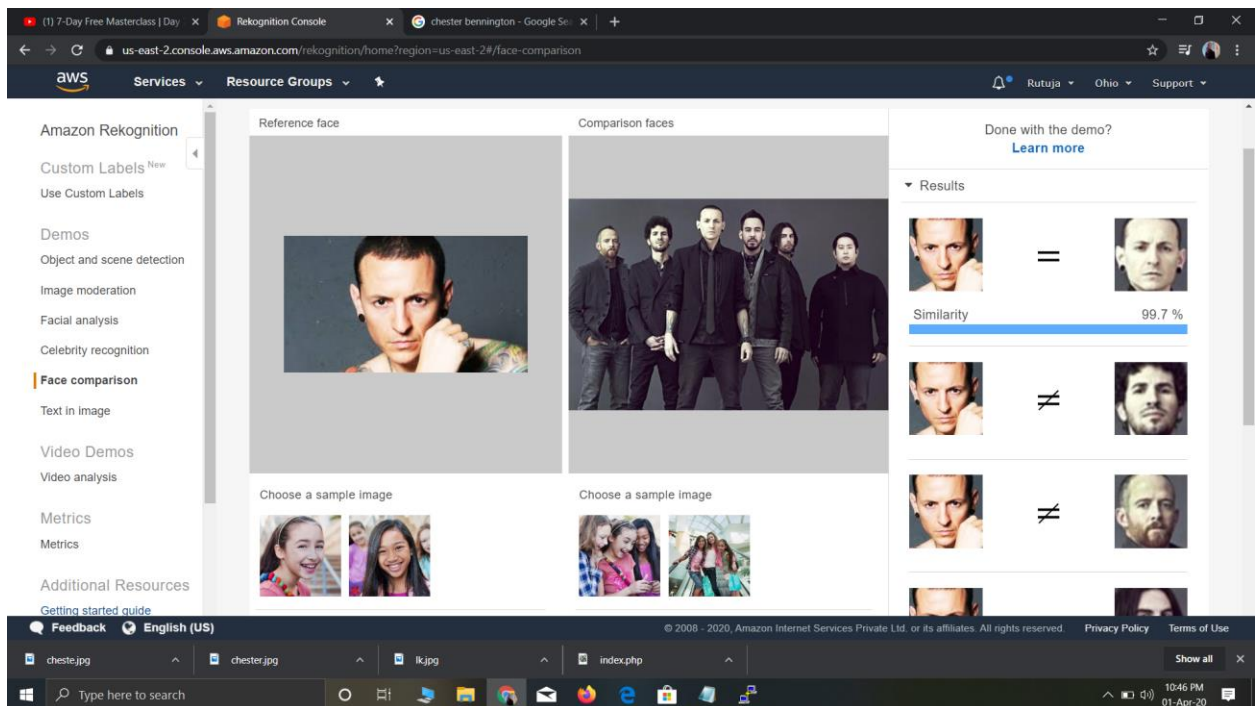 (1) 7-Day Free Masterclass | Day
Rekognition Console
chester bennington - Google Sea
us-east-2.console.aws.amazon.com/rekognition/home?region=us-east-2#/face-comparison
aws Services Resource Groups Rutuja Ohio Support
Amazon Rekognition
Custom Labels New
Use Custom Labels
Demos
Object and scene detection
Image moderation
Facial analysis
Celebrity recognition
Face comparison
Text in image
Video Demos
Video analysis
Metrics
Metrics
Additional Resources
Getting started guide
Reference face
Comparison faces
Choose a sample image
Choose a sample image
Done with the demo?
Learn more
Results
=
Similarity 99.7 %
≠
≠
Feedback English (US) © 2008 - 2020, Amazon Internet Services Private Ltd. or its affiliates. All rights reserved. Privacy Policy Terms of Use
cheste.jpg chester.jpg lk.jpg index.php Show all
Type here to search 10:46 PM
01-Apr-20